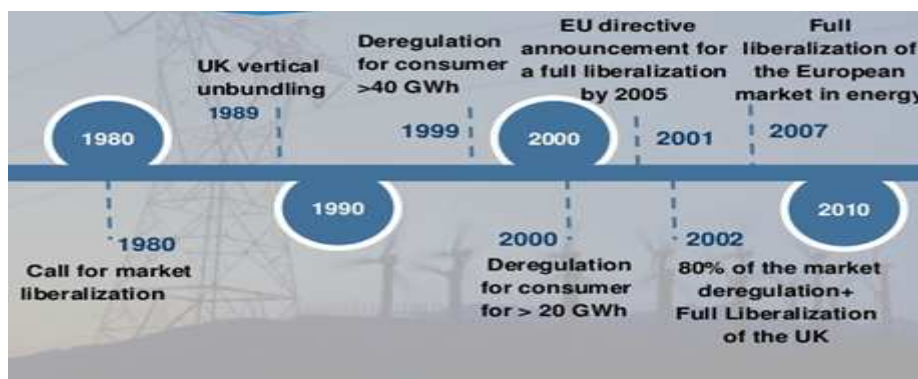 EU directive
announcement for
a full liberalization
by 2005
Full
liberalization of
the European
market in energy
Deregulation
for consumer
>40 GWh
UK vertical
unbundling
1989
1999
2001
2007
1980
2000
1990
2010
1980
Call for market
liberalization
2000
Deregulation
for consumer
for > 20 GWh
2002
80% of the market
deregulation+
Full Liberalization
of the UK